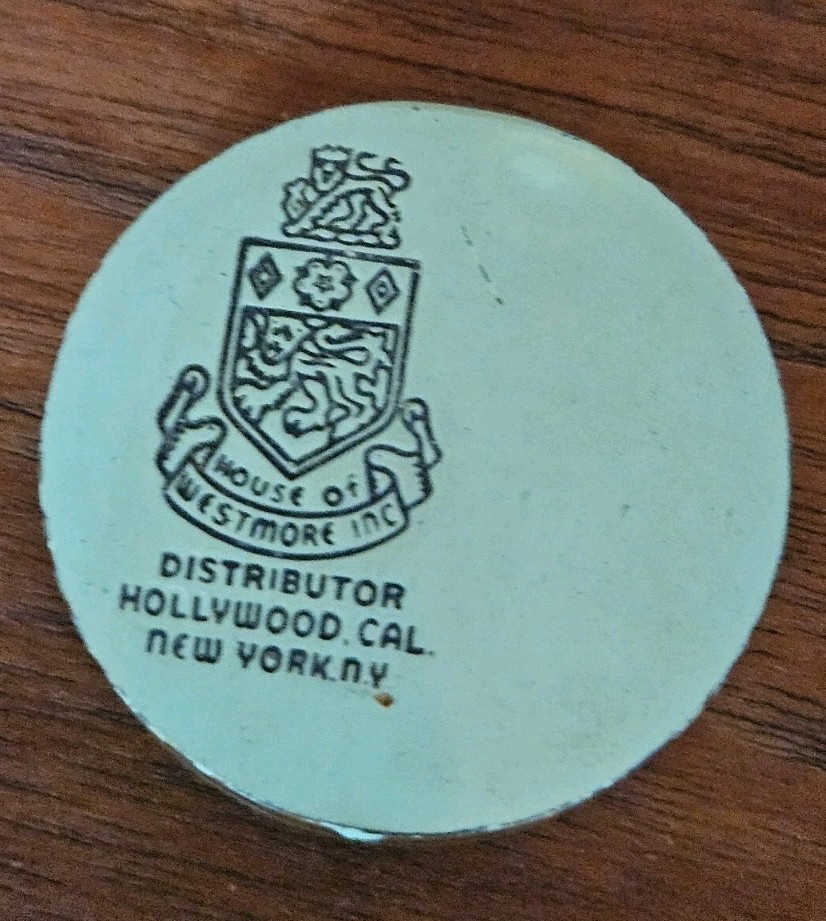 HOUSE OF
WESTMORE INC
DISTRIBUTOR
HOLLYWOOD. CAL.
NEW YORK.N.Y